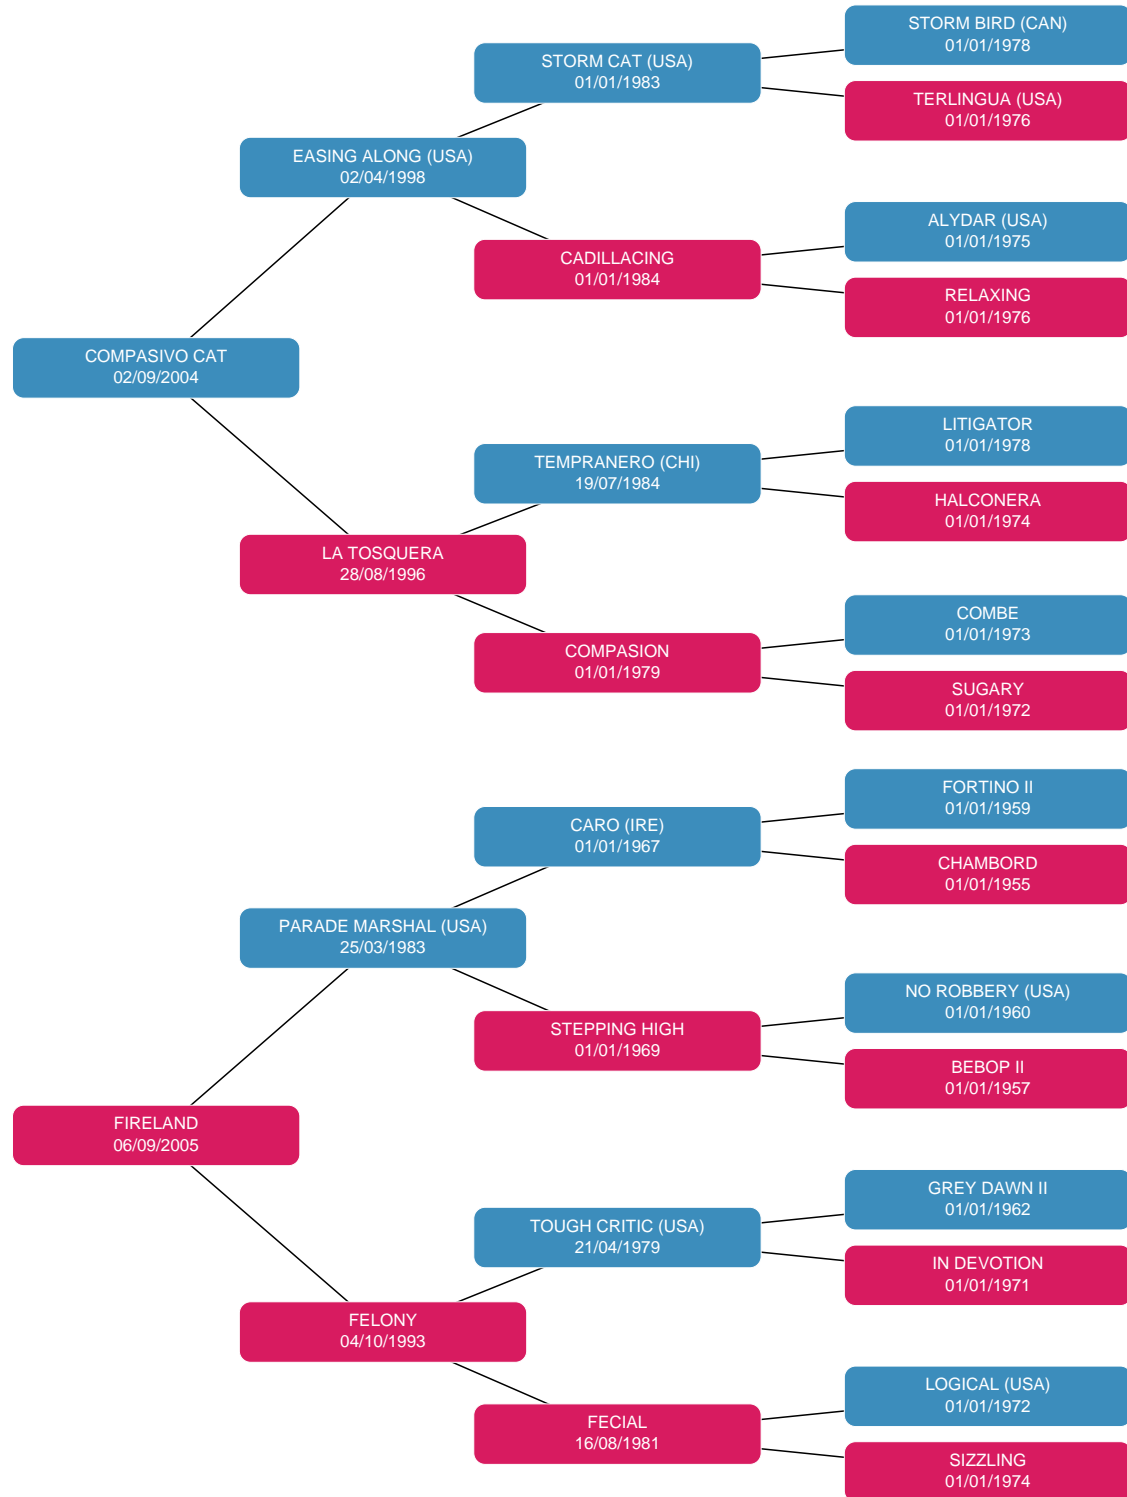 STORM BIRD (CAN)
01/01/1978
STORM CAT (USA)
01/01/1983
TERLINGUA (USA)
01/01/1976
EASING ALONG (USA)
02/04/1998
ALYDAR (USA)
01/01/1975
CADILLACING
01/01/1984
RELAXING
01/01/1976
COMPASIVO CAT
02/09/2004
LITIGATOR
01/01/1978
TEMPRANERO (CHI)
19/07/1984
HALCONERA
01/01/1974
LA TOSQUERA
28/08/1996
COMBE
01/01/1973
COMPASION
01/01/1979
SUGARY
01/01/1972
FORTINO II
01/01/1959
CARO (IRE)
01/01/1967
CHAMBORD
01/01/1955
PARADE MARSHAL (USA)
25/03/1983
NO ROBBERY (USA)
01/01/1960
STEPPING HIGH
01/01/1969
BEBOP II
01/01/1957
FIRELAND
06/09/2005
GREY DAWN II
01/01/1962
TOUGH CRITIC (USA)
21/04/1979
IN DEVOTION
01/01/1971
FELONY
04/10/1993
LOGICAL (USA)
01/01/1972
FECIAL
16/08/1981
SIZZLING
01/01/1974